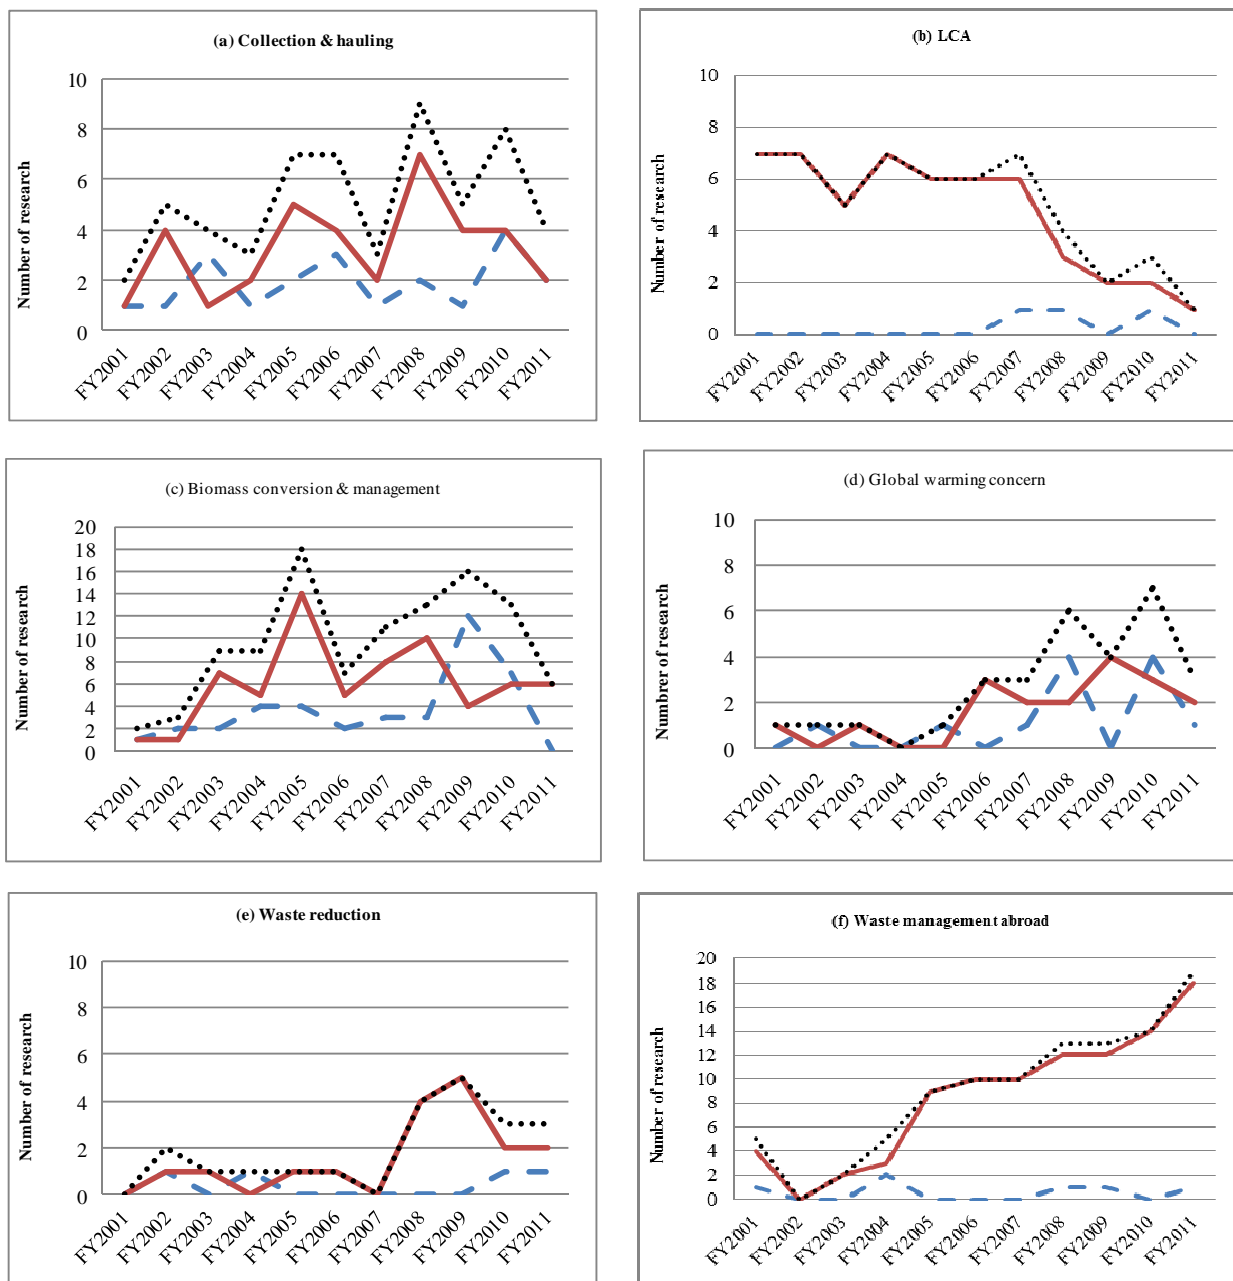 (a) Collection & hauling
Number of research
10
8
6
4
2
0
FY2001
FY2002
FY2003
FY2004
FY2005
FY2006
FY2007
FY2008
FY2009
FY2010
FY2011
(b) LCA
Number of research
10
8
6
4
2
0
FY2001
FY2002
FY2003
FY2004
FY2005
FY2006
FY2007
FY2008
FY2009
FY2010
FY2011
(c) Biomass conversion & management
Number of research
20
18
16
14
12
10
8
6
4
2
0
FY2001
FY2002
FY2003
FY2004
FY2005
FY2006
FY2007
FY2008
FY2009
FY2010
FY2011
(d) Global warming concern
Numbrer of research
10
8
6
4
2
0
FY2001
FY2002
FY2003
FY2004
FY2005
FY2006
FY2007
FY2008
FY2009
FY2010
FY2011
(e) Waste reduction
Number of research
10
8
6
4
2
0
FY2001
FY2002
FY2003
FY2004
FY2005
FY2006
FY2007
FY2008
FY2009
FY2010
FY2011
(f) Waste management abroad
Number of research
20
18
16
14
12
10
8
6
4
2
0
FY2001
FY2002
FY2003
FY2004
FY2005
FY2006
FY2007
FY2008
FY2009
FY2010
FY2011